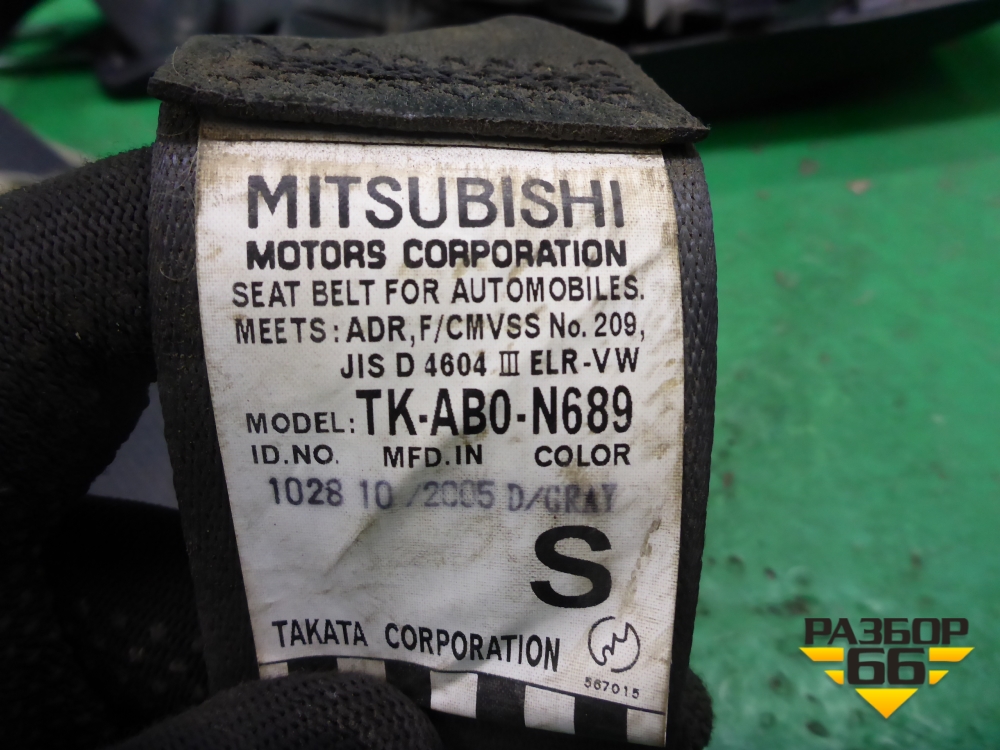 MITSUBISHI
MOTORS CORPORATION
SEAT BELT FOR AUTOMOBILES.
MEETS: ADR, F/CMVSS No. 209,
JIS D 4604 III ELR-VW
MODEL: TK-AB0-N689
ID.NO. MFD.IN COLOR
1028 10/2005 D/GRAY
S
TAKATA CORPORATION
567015
РАЗБОР
66